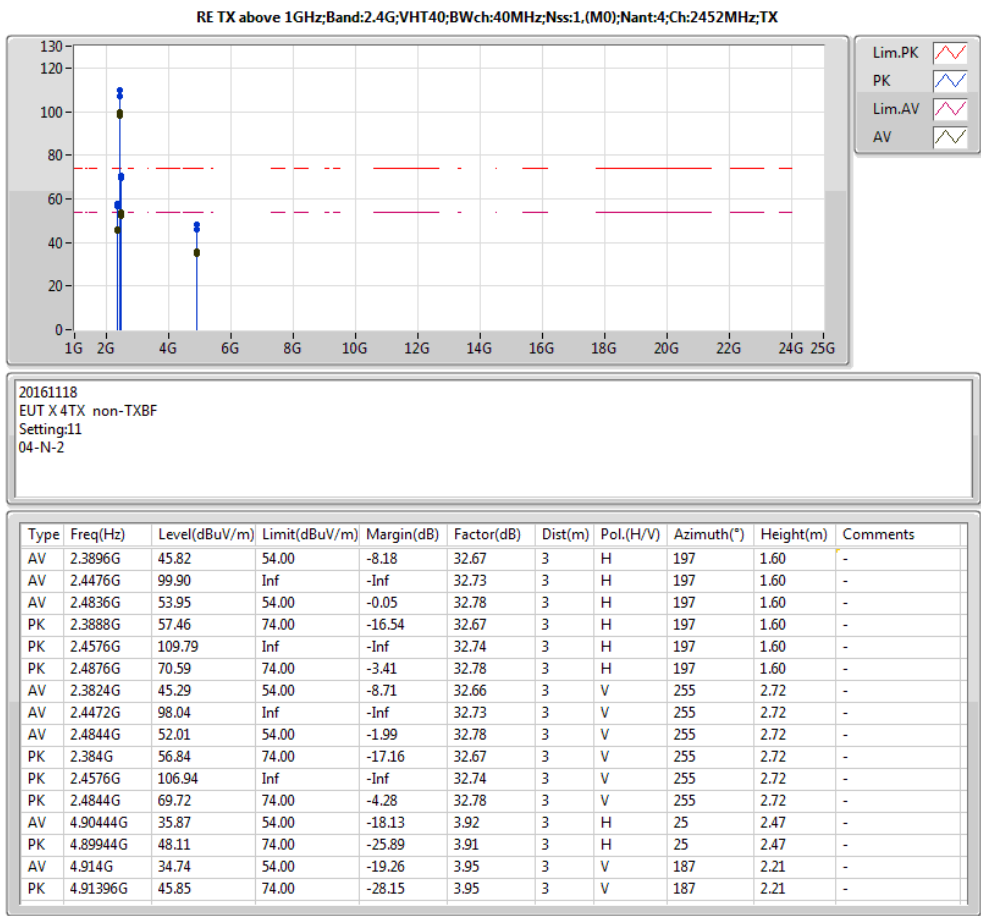 RE TX above 1GHz;Band:2.4G;VHT40;BWch:40MHz;Nss:1,(M0);Nant:4;Ch:2452MHz;TX
130
120
100
80
60
40
20
0
1G 2G 4G 6G 8G 10G 12G 14G 16G 18G 20G 22G 24G 25G
Lim.PK
PK
Lim.AV
AV
20161118
EUT X 4TX non-TXBF
Setting:11
04-N-2
Type Freq(Hz) Level(dBuV/m) Limit(dBuV/m) Margin(dB) Factor(dB) Dist(m) Pol.(H/V) Azimuth(°) Height(m) Comments
AV 2.3896G 45.82 54.00 -8.18 32.67 3 H 197 1.60 -
AV 2.4476G 99.90 Inf -Inf 32.73 3 H 197 1.60 -
AV 2.4836G 53.95 54.00 -0.05 32.78 3 H 197 1.60 -
PK 2.3888G 57.46 74.00 -16.54 32.67 3 H 197 1.60 -
PK 2.4576G 109.79 Inf -Inf 32.74 3 H 197 1.60 -
PK 2.4876G 70.59 74.00 -3.41 32.78 3 H 197 1.60 -
AV 2.3824G 45.29 54.00 -8.71 32.66 3 V 255 2.72 -
AV 2.4472G 98.04 Inf -Inf 32.73 3 V 255 2.72 -
AV 2.4844G 52.01 54.00 -1.99 32.78 3 V 255 2.72 -
PK 2.384G 56.84 74.00 -17.16 32.67 3 V 255 2.72 -
PK 2.4576G 106.94 Inf -Inf 32.74 3 V 255 2.72 -
PK 2.4844G 69.72 74.00 -4.28 32.78 3 V 255 2.72 -
AV 4.90444G 35.87 54.00 -18.13 3.92 3 H 25 2.47 -
PK 4.89944G 48.11 74.00 -25.89 3.91 3 H 25 2.47 -
AV 4.914G 34.74 54.00 -19.26 3.95 3 V 187 2.21 -
PK 4.91396G 45.85 74.00 -28.15 3.95 3 V 187 2.21 -